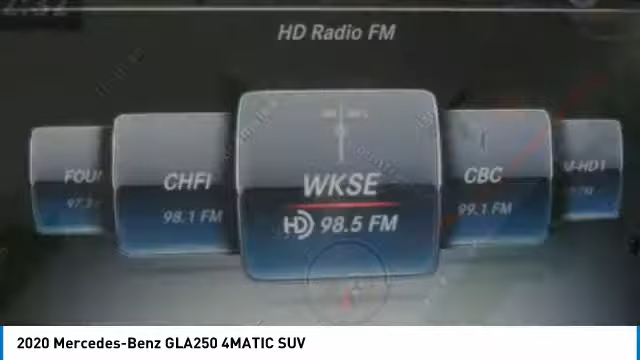 HD Radio FM
WKSE
HD 98.5 FM
CHFI
98.1 FM
CBC
99.1 FM
2020 Mercedes-Benz GLA250 4MATIC SUV